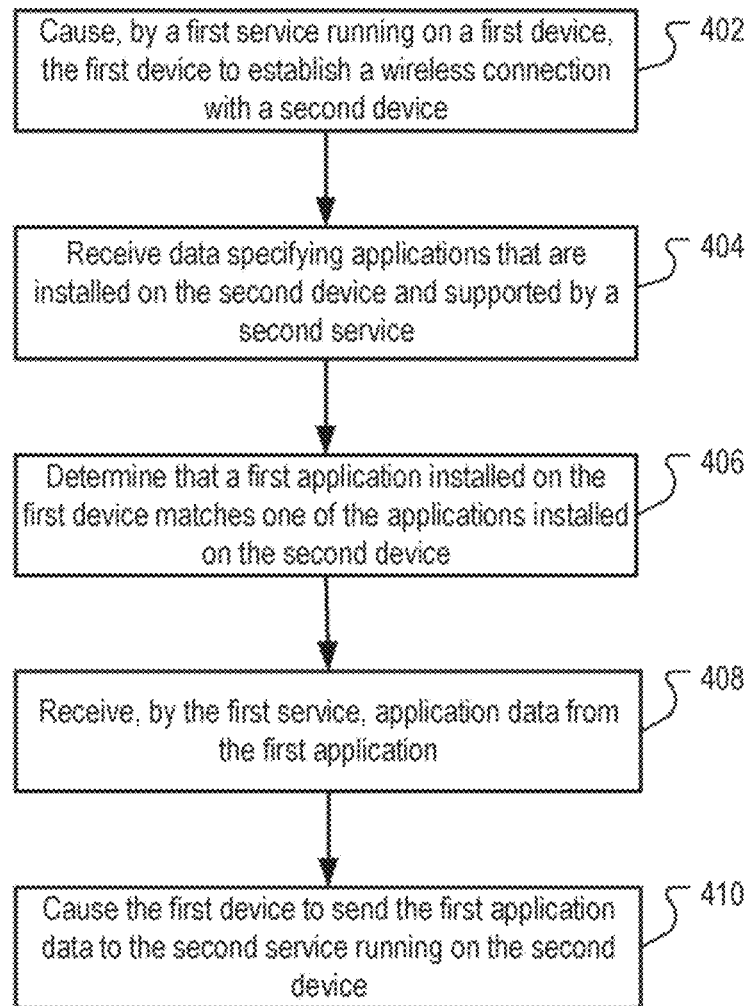 Cause, by a first service running on a first device,
the first device to establish a wireless connection
with a second device
402
Receive data specifying applications that are
installed on the second device and supported by a
second service
404
Determine that a first application installed on the
first device matches one of the applications installed
on the second device
406
Receive, by the first service, application data from
the first application
408
Cause the first device to send the first application
data to the second service running on the second
device
410